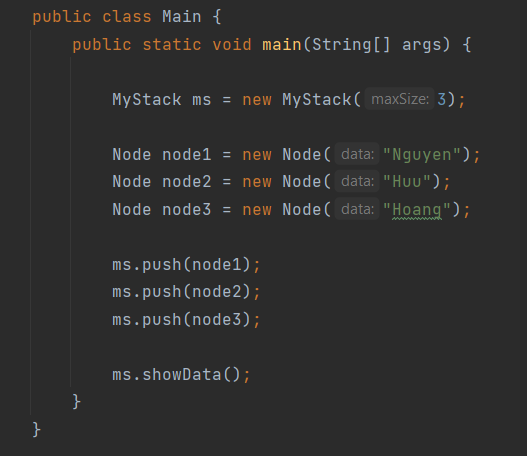 public class Main {
public static void main(String[] args) {
MyStack ms = new MyStack( maxSize: 3);
Node node1 = new Node( data: "Nguyen");
Node node2 = new Node( data: "Huu");
Node node3 = new Node( data: "Hoang");
ms.push(node1);
ms.push(node2);
ms.push(node3);
ms.showData();
}
}